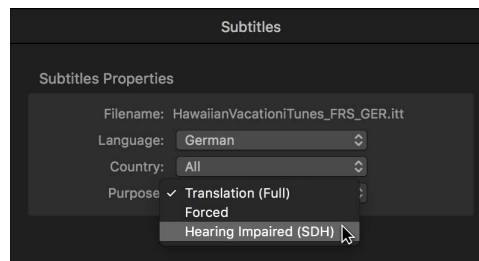 Subtitles
Subtitles Properties
Filename: HawaiianVacationiTunes_FRS_GER.itt
Language: German
Country: All
Purpose ✓ Translation (Full)
Forced
Hearing Impaired (SDH)